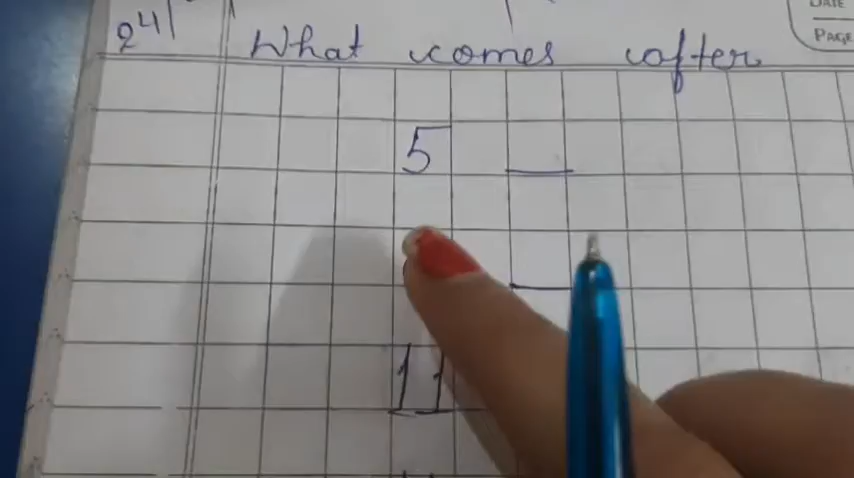 DATE
PAGE
24 What comes after
5 __
__
11